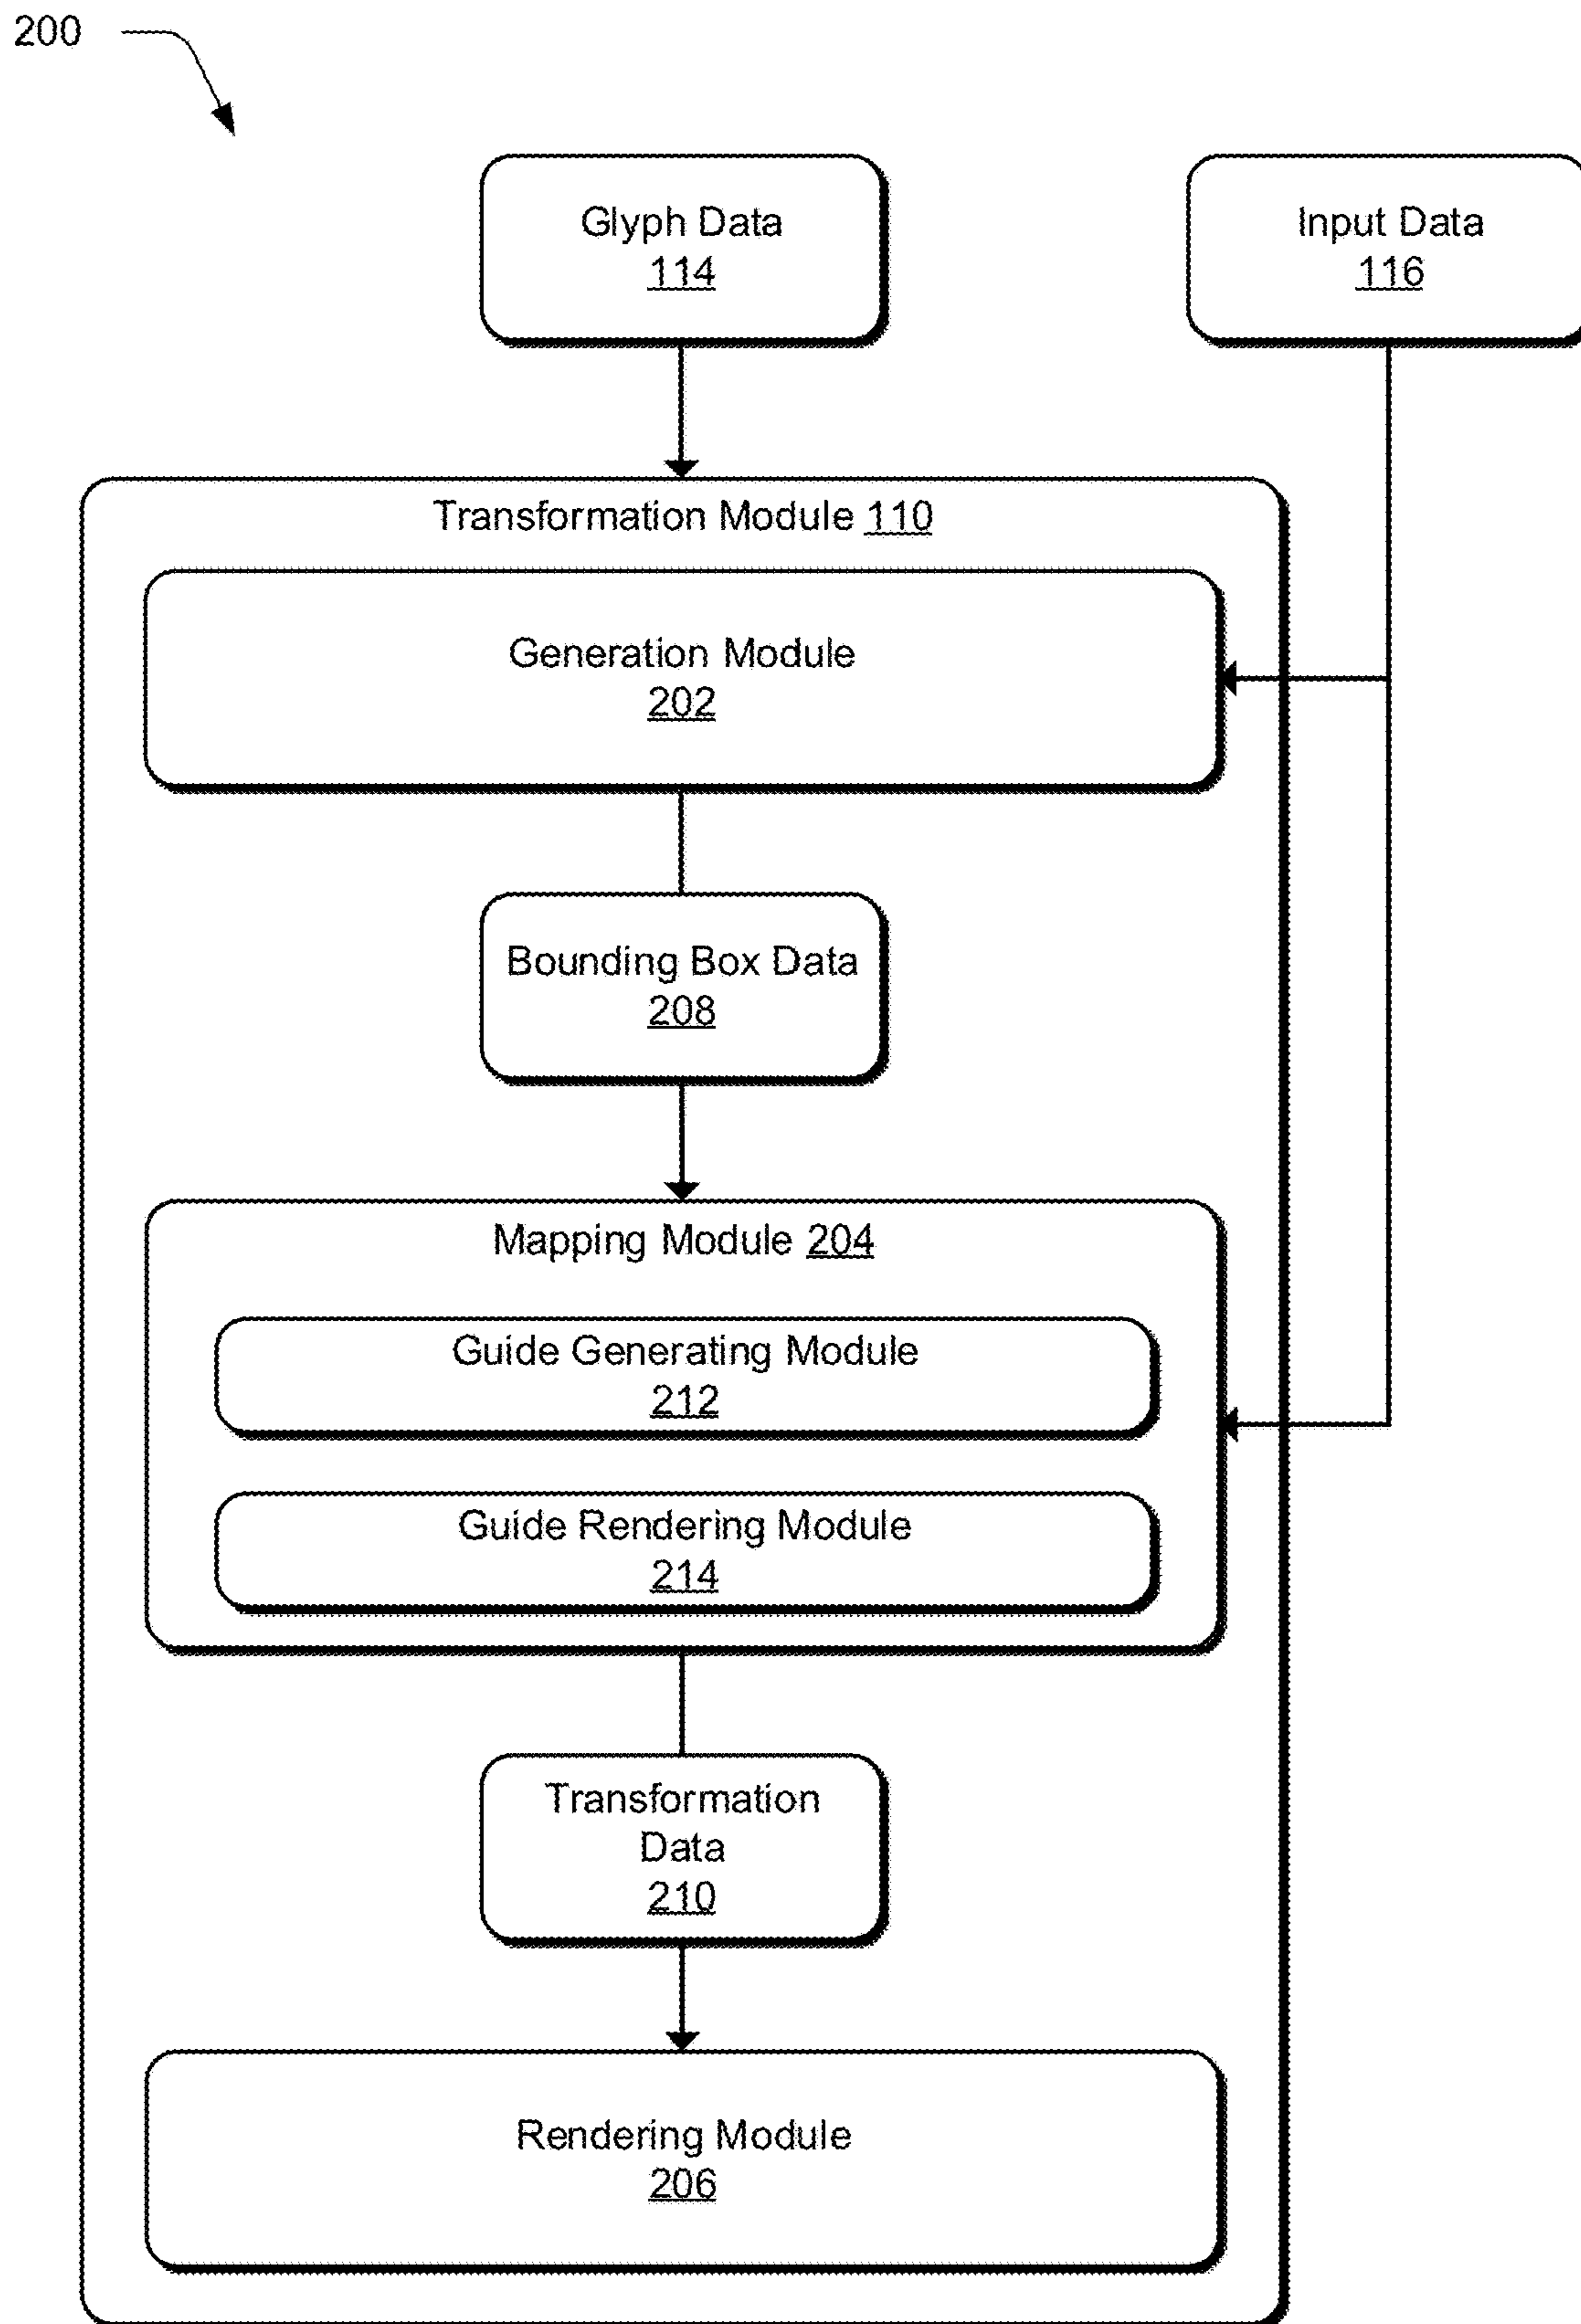 200
Glyph Data
114
Input Data
116
Transformation Module 110
Generation Module
202
Bounding Box Data
208
Mapping Module 204
Guide Generating Module
212
Guide Rendering Module
214
Transformation
Data
210
Rendering Module
206